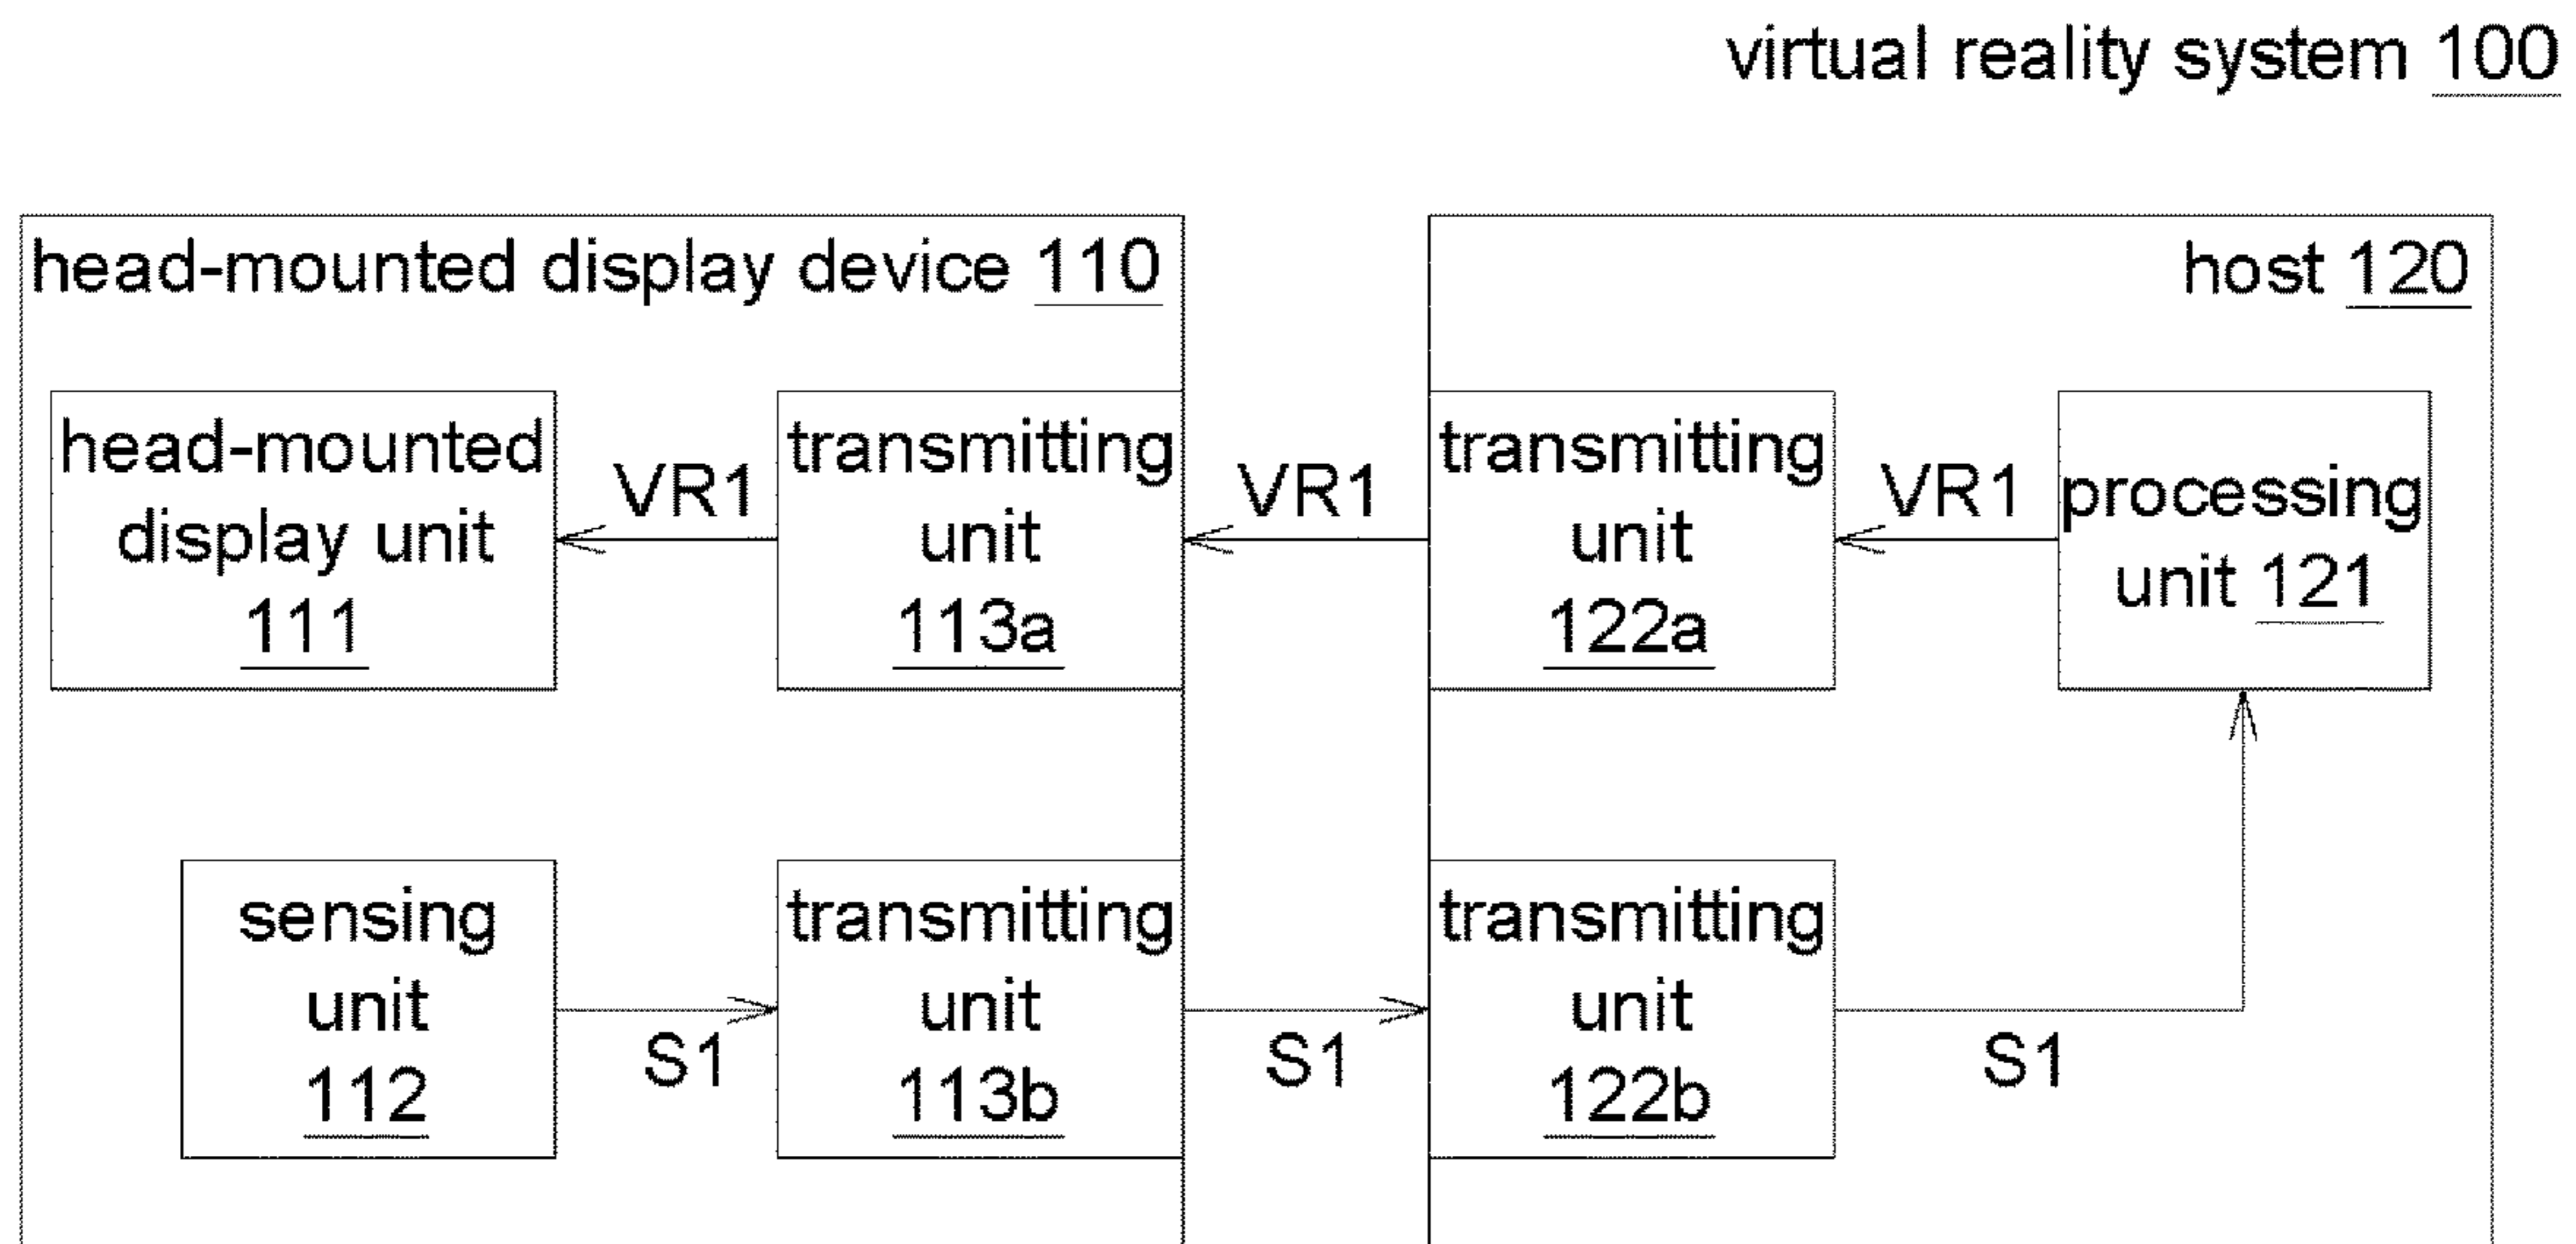 virtual reality system 100
head-mounted display device 110
host 120
head-mounted
display unit
111
VR1
transmitting
unit
113a
VR1
transmitting
unit
122a
VR1
processing
unit 121
sensing
unit
112
S1
transmitting
unit
113b
S1
transmitting
unit
122b
S1